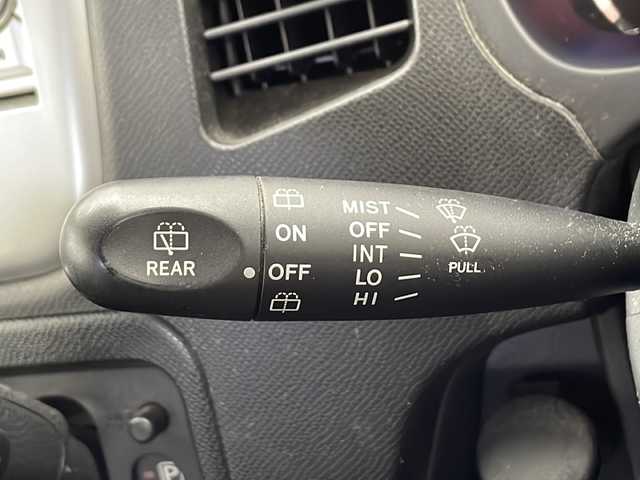 REAR
ON
OFF
MIST
OFF
INT
LO
HI
PULL
P